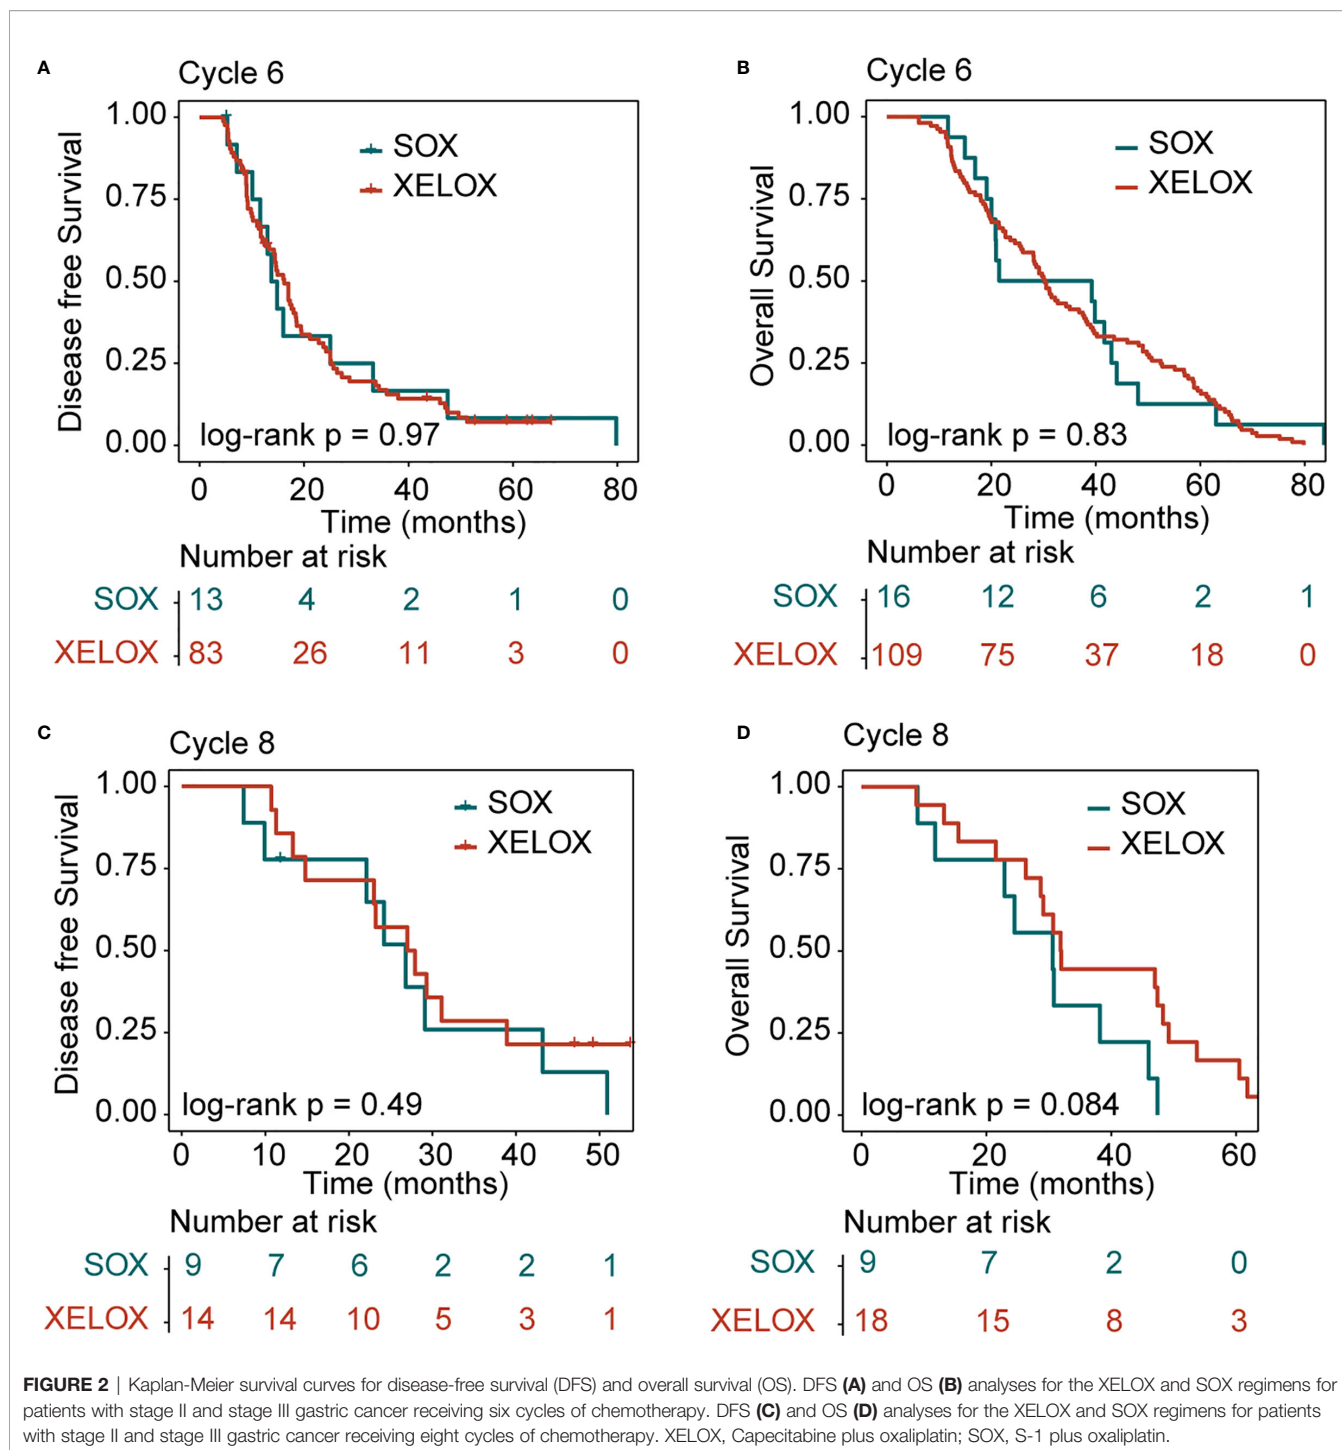 A
Cycle 6
Disease free Survival
1.00
0.75
0.50
0.25
0.00
SOX
XELOX
log-rank p = 0.97
0 20 40 60 80
Time (months)
Number at risk
SOX 13 4 2 1 0
XELOX 83 26 11 3 0
B
Cycle 6
Overall Survival
1.00
0.75
0.50
0.25
0.00
SOX
XELOX
log-rank p = 0.83
0 20 40 60 80
Time (months)
Number at risk
SOX 16 12 6 2 1
XELOX 109 75 37 18 0
C
Cycle 8
Disease free Survival
1.00
0.75
0.50
0.25
0.00
SOX
XELOX
log-rank p = 0.49
0 10 20 30 40 50
Time (months)
Number at risk
SOX 9 7 6 2 2 1
XELOX 14 14 10 5 3 1
D
Cycle 8
Overall Survival
1.00
0.75
0.50
0.25
0.00
SOX
XELOX
log-rank p = 0.084
0 20 40 60
Time (months)
Number at risk
SOX 9 7 2 0
XELOX 18 15 8 3
FIGURE 2 | Kaplan-Meier survival curves for disease-free survival (DFS) and overall survival (OS). DFS (A) and OS (B) analyses for the XELOX and SOX regimens for
patients with stage II and stage III gastric cancer receiving six cycles of chemotherapy. DFS (C) and OS (D) analyses for the XELOX and SOX regimens for patients
with stage II and stage III gastric cancer receiving eight cycles of chemotherapy. XELOX, Capecitabine plus oxaliplatin; SOX, S-1 plus oxaliplatin.